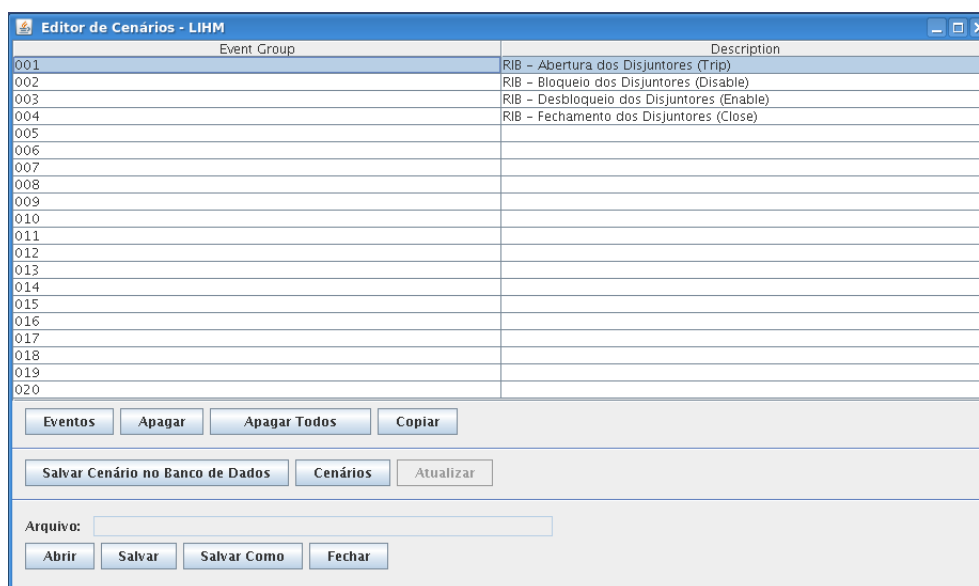 Editor de Cenários - LIHM
Event Group Description
001 RIB – Abertura dos Disjuntores (Trip)
002 RIB – Bloqueio dos Disjuntores (Disable)
003 RIB – Desbloqueio dos Disjuntores (Enable)
004 RIB – Fechamento dos Disjuntores (Close)
005
006
007
008
009
010
011
012
013
014
015
016
017
018
019
020
Eventos Apagar Apagar Todos Copiar
Salvar Cenário no Banco de Dados Cenários Atualizar
Arquivo:
Abrir Salvar Salvar Como Fechar